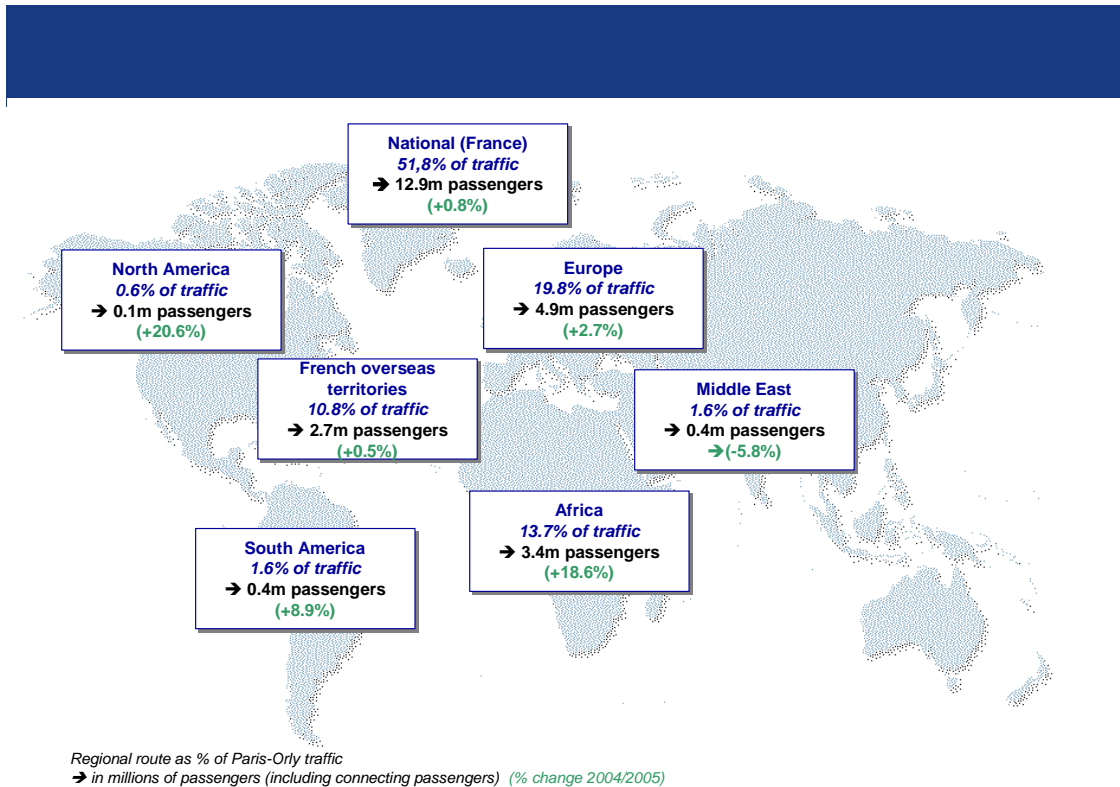 National (France)
51,8% of traffic
➔ 12.9m passengers
(+0.8%)
North America
0.6% of traffic
➔ 0.1m passengers
(+20.6%)
Europe
19.8% of traffic
➔ 4.9m passengers
(+2.7%)
French overseas
territories
10.8% of traffic
➔ 2.7m passengers
(+0.5%)
Middle East
1.6% of traffic
➔ 0.4m passengers
➔(-5.8%)
Africa
13.7% of traffic
➔ 3.4m passengers
(+18.6%)
South America
1.6% of traffic
➔ 0.4m passengers
(+8.9%)
Regional route as % of Paris-Orly traffic
➔ in millions of passengers (including connecting passengers) (% change 2004/2005)